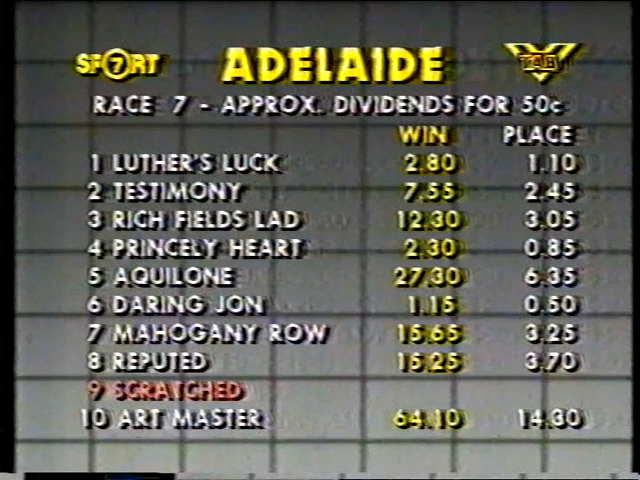 SP7RT ADELAIDE TAB
RACE 7 - APPROX. DIVIDENDS FOR 50c
WIN PLACE
1 LUTHER'S LUCK 2.80 1.10
2 TESTIMONY 7.55 2.45
3 RICH FIELDS LAD 12.30 3.05
4 PRINCELY HEART 2.30 0.85
5 AQUILONE 27.30 6.35
6 DARING JON 1.15 0.50
7 MAHOGANY ROW 15.65 3.25
8 REPUTED 15.25 3.70
9 SCRATCHED
10 ART MASTER 64.10 14.30